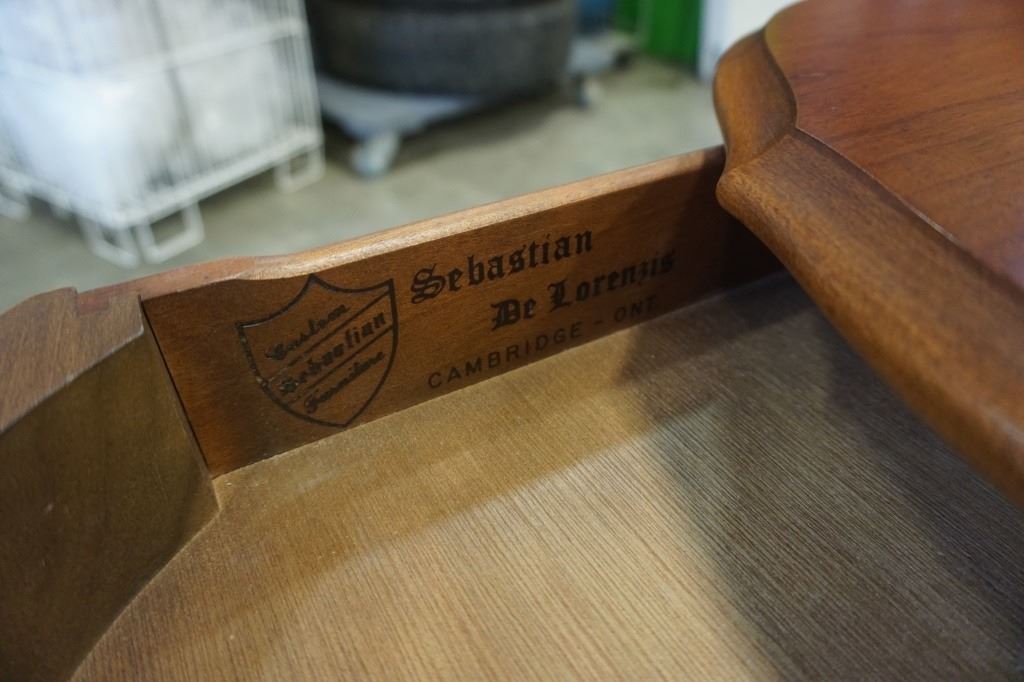 Custom
Sebastian
Furniture
Sebastian
De Lorenzis
CAMBRIDGE - ONT.